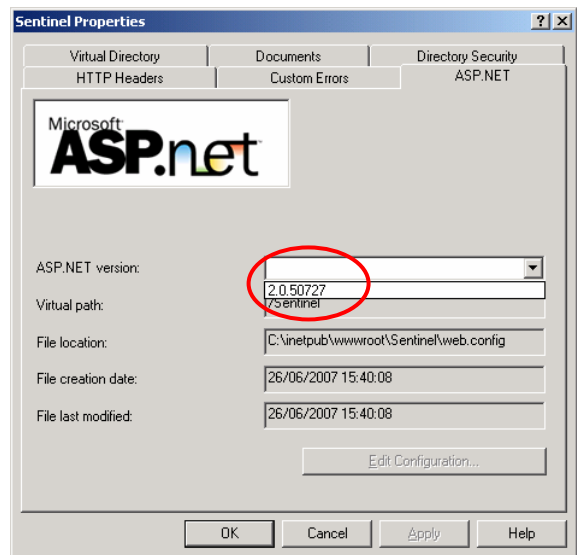 Sentinel Properties
Virtual Directory Documents Directory Security
HTTP Headers Custom Errors ASP.NET
Microsoft
ASP.net
ASP.NET version:
2.0.50727
Virtual path: /Sentinel
File location: C:\inetpub\wwwroot\Sentinel\web.config
File creation date: 26/06/2007 15:40:08
File last modified: 26/06/2007 15:40:08
Edit Configuration...
OK Cancel Apply Help